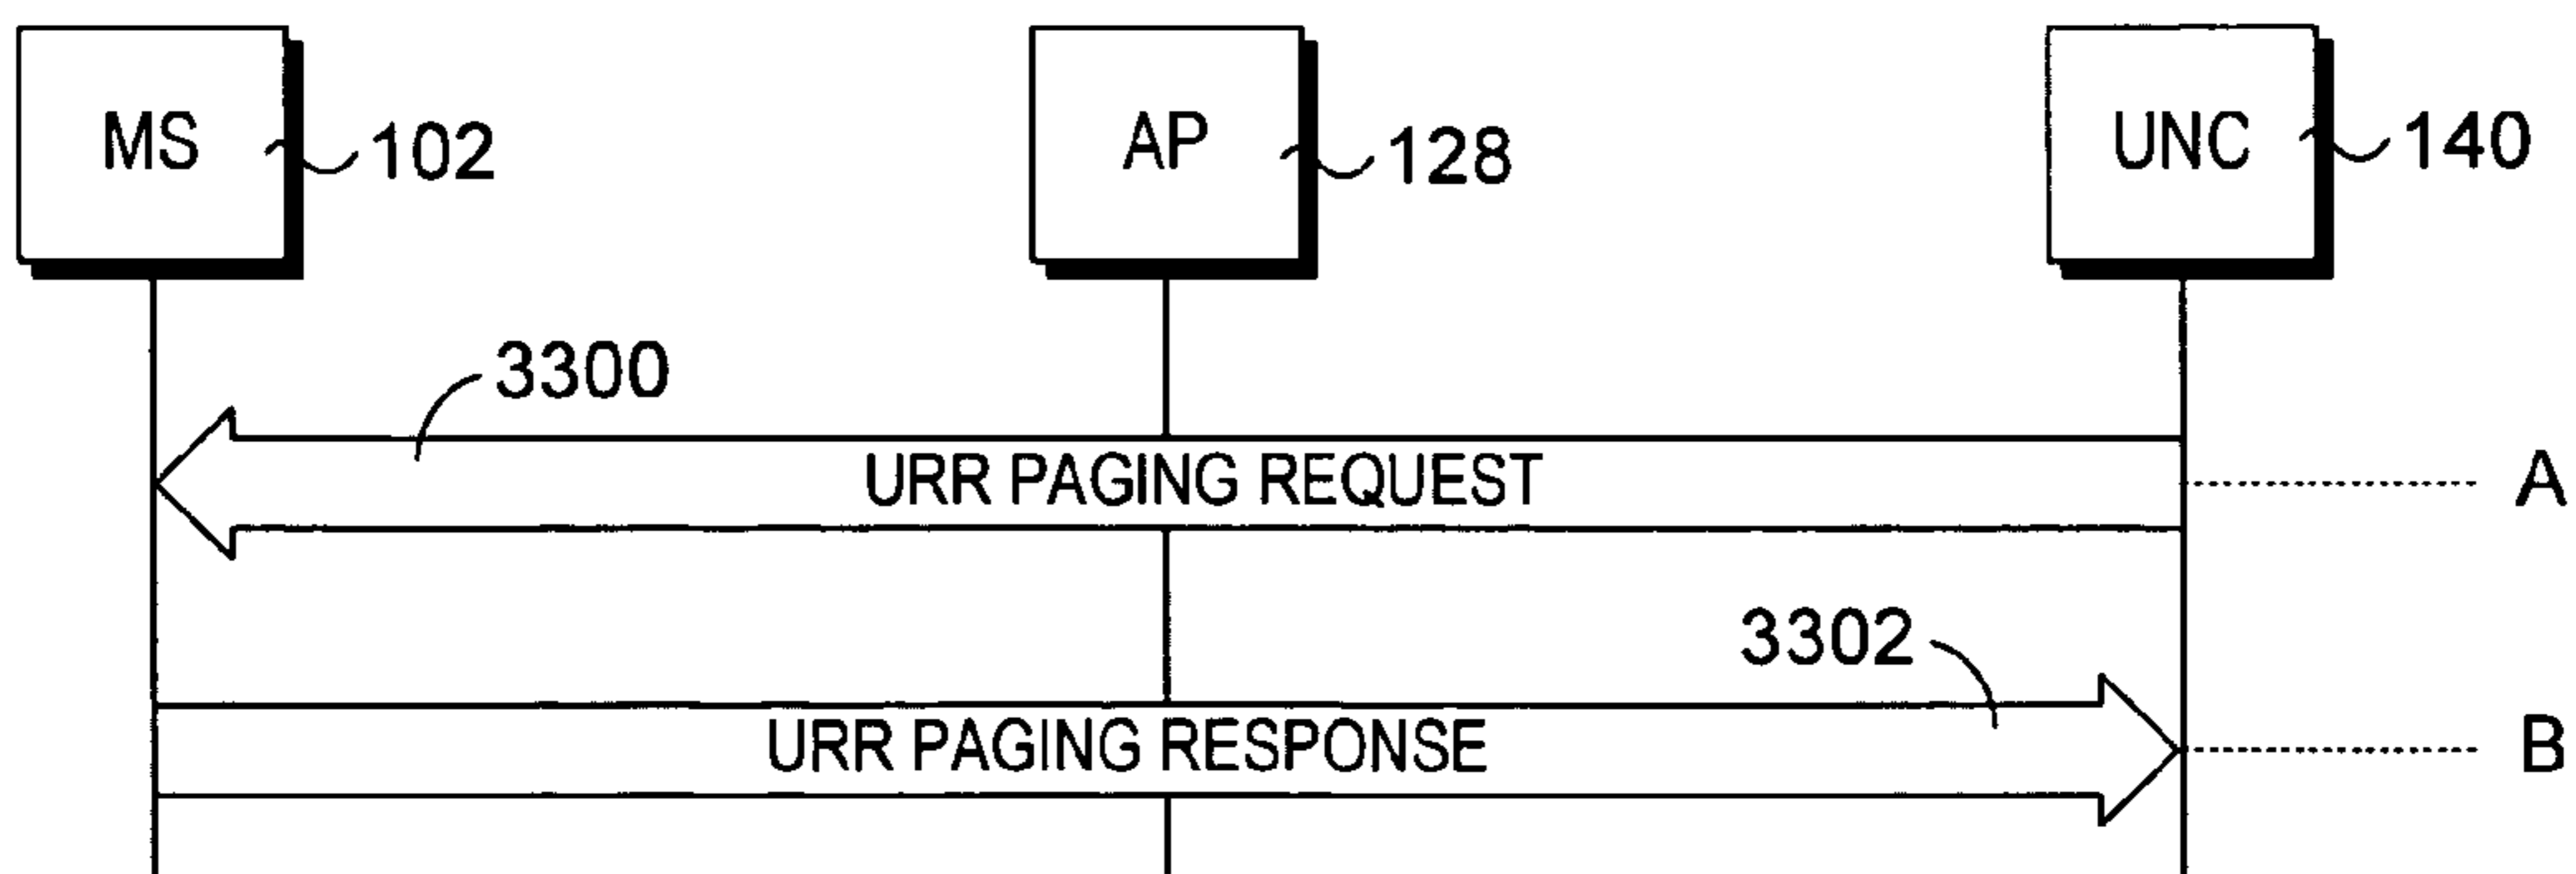 MS 102 AP 128 UNC 140
3300
URR PAGING REQUEST A
3302
URR PAGING RESPONSE B